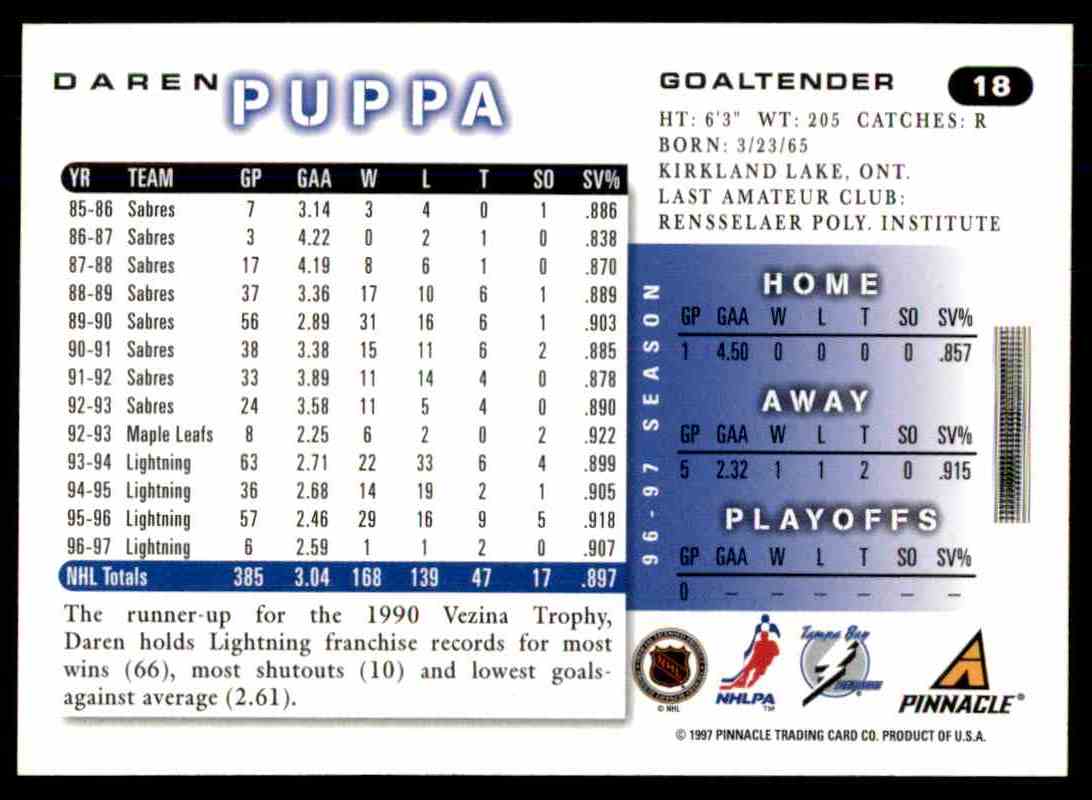 DAREN PUPPA
GOALTENDER 18
HT: 6'3" WT: 205 CATCHES: R
BORN: 3/23/65
KIRKLAND LAKE, ONT.
LAST AMATEUR CLUB:
RENSSELAER POLY. INSTITUTE
YR TEAM GP GAA W L T SO SV%
85-86 Sabres 7 3.14 3 4 0 1 .886
86-87 Sabres 3 4.22 0 2 1 0 .838
87-88 Sabres 17 4.19 8 6 1 0 .870
88-89 Sabres 37 3.36 17 10 6 1 .889
89-90 Sabres 56 2.89 31 16 6 1 .903
90-91 Sabres 38 3.38 15 11 6 2 .885
91-92 Sabres 33 3.89 11 14 4 0 .878
92-93 Sabres 24 3.58 11 5 4 0 .890
92-93 Maple Leafs 8 2.25 6 2 0 2 .922
93-94 Lightning 63 2.71 22 33 6 4 .899
94-95 Lightning 36 2.68 14 19 2 1 .905
95-96 Lightning 57 2.46 29 16 9 5 .918
96-97 Lightning 6 2.59 1 1 2 0 .907
NHL Totals 385 3.04 168 139 47 17 .897
The runner-up for the 1990 Vezina Trophy,
Daren holds Lightning franchise records for most
wins (66), most shutouts (10) and lowest goals-
against average (2.61).
96-97 SEASON
HOME
GP GAA W L T SO SV%
1 4.50 0 0 0 0 .857
AWAY
GP GAA W L T SO SV%
5 2.32 1 1 2 0 .915
PLAYOFFS
GP GAA W L T SO SV%
0 – – – – – –
NHL
© NHL
NHLPA
TM
Tampa Bay
Lightning
PINNACLE®
© 1997 PINNACLE TRADING CARD CO. PRODUCT OF U.S.A.